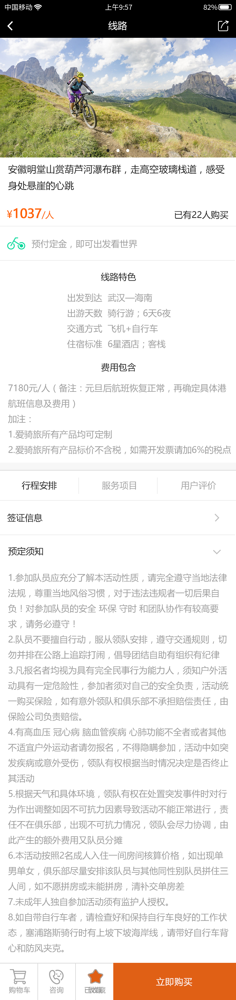 中国移动
上午9:57
82%
线路
www.oberschneider.com
500px
安徽明堂山赏葫芦河瀑布群，走高空玻璃栈道，感受
身处悬崖的心跳
¥1037/人
已有22人购买
预付定金，即可出发看世界
线路特色
出发到达 武汉—海南
出游天数 骑行游；6天6夜
交通方式 飞机+自行车
住宿标准 6星酒店；客栈
费用包含
7180元/人（备注：元旦后航班恢复正常，再确定具体港
航班信息及费用）
加注：
1.爱骑旅所有产品均可定制
2.爱骑旅所有产品标价不含税，如需开发票请加6%的税点
行程安排
服务项目
用户评价
签证信息
预定须知
1.参加队员应充分了解本活动性质，请完全遵守当地法律
法规，尊重当地风俗习惯，对于违法违规者一切后果自
负！对参加队员的安全 环保 守时 和团队协作有较高要
求，请务必遵守！
2.队员不要擅自行动，服从领队安排，遵守交通规则，切
勿并排在公路上追踪打闹，倡导团结自助有组织有纪律
3.凡报名者均视为具有完全民事行为能力人，须知户外活
动具有一定危险性，参加者须对自己的安全负责，活动统
一购买保险，如有意外领队和俱乐部不承担赔偿责任，由
保险公司负责赔偿。
4.有高血压 冠心病 脑血管疾病 心肺功能不全者或者其他
不适宜户外运动者请勿报名，不得隐瞒参加，活动中如突
发疾病或意外受伤，领队有权根据当时情况决定是否终止
其活动
5.根据天气和具体环境，领队有权在处置突发事件时对行
为作出调整如因不可抗力因素导致活动不能正常进行，责
任不在俱乐部，出现不可抗力情况，领队会尽力协调，由
此产生的额外费用又队员分摊
6.本活动按照2名成人入住一间房间核算价格，如出现单
男单女，俱乐部尽量安排该队员与其他同性别队员拼住三
人间，如不愿拼房或未能拼房，清补交单房差
7.未成年人独自参加活动须有监护人授权。
8.如自带自行车者，请检查好和保持自行车良好的工作状
态，塞浦路斯骑行时有上坡下坡海岸线，请带好自行车背
心和防风夹克。
购物车
咨询
立即购买